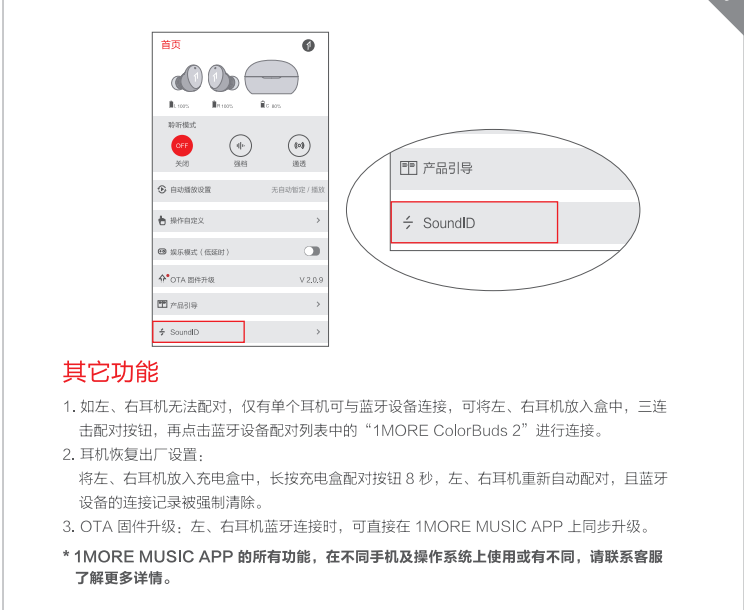 首页
L 100%
R 100%
C 80%
聆听模式
OFF
关闭
强档
通透
自动播放设置
无自动暂定 / 播放
操作自定义
娱乐模式（低延时）
OTA 固件升级
V 2.0.9
产品引导
SoundID
产品引导
SoundID
其它功能
1. 如左、右耳机无法配对，仅有单个耳机可与蓝牙设备连接，可将左、右耳机放入盒中，三连
击配对按钮，再点击蓝牙设备配对列表中的“1MORE ColorBuds 2”进行连接。
2. 耳机恢复出厂设置：
将左、右耳机放入充电盒中，长按充电盒配对按钮 8 秒，左、右耳机重新自动配对，且蓝牙
设备的连接记录被强制清除。
3. OTA 固件升级：左、右耳机蓝牙连接时，可直接在 1MORE MUSIC APP 上同步升级。
* 1MORE MUSIC APP 的所有功能，在不同手机及操作系统上使用或有不同，请联系客服
了解更多详情。